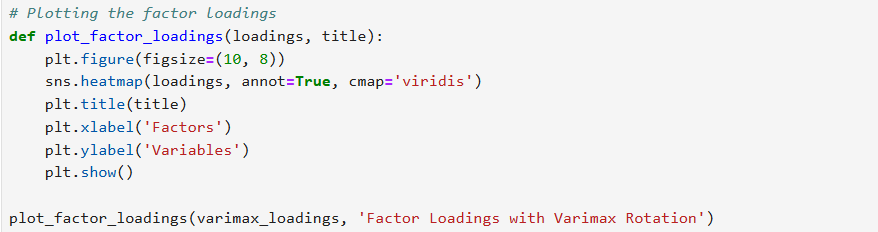 # Plotting the factor loadings
def plot_factor_loadings(loadings, title):
    plt.figure(figsize=(10, 8))
    sns.heatmap(loadings, annot=True, cmap='viridis')
    plt.title(title)
    plt.xlabel('Factors')
    plt.ylabel('Variables')
    plt.show()

plot_factor_loadings(varimax_loadings, 'Factor Loadings with Varimax Rotation')